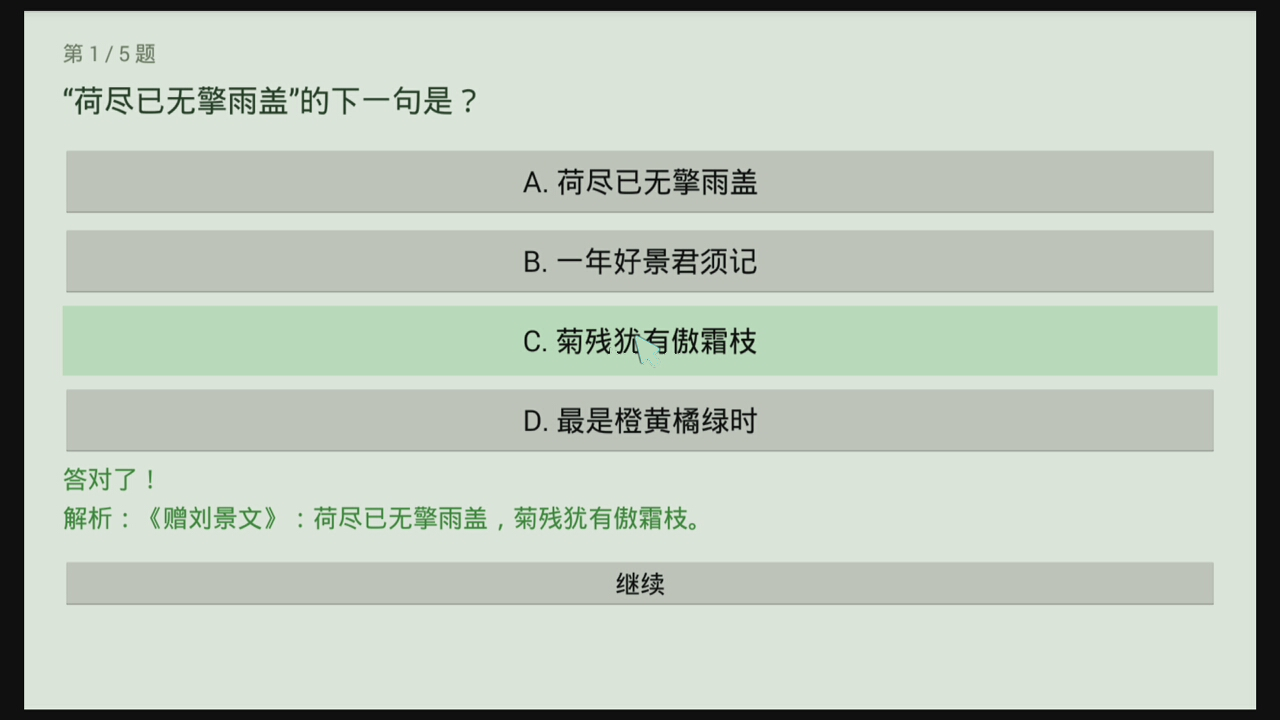 第 1 / 5 题
“荷尽已无擎雨盖”的下一句是？
A. 荷尽已无擎雨盖
B. 一年好景君须记
C. 菊残犹有傲霜枝
D. 最是橙黄橘绿时
答对了！
解析：《赠刘景文》：荷尽已无擎雨盖，菊残犹有傲霜枝。
继续